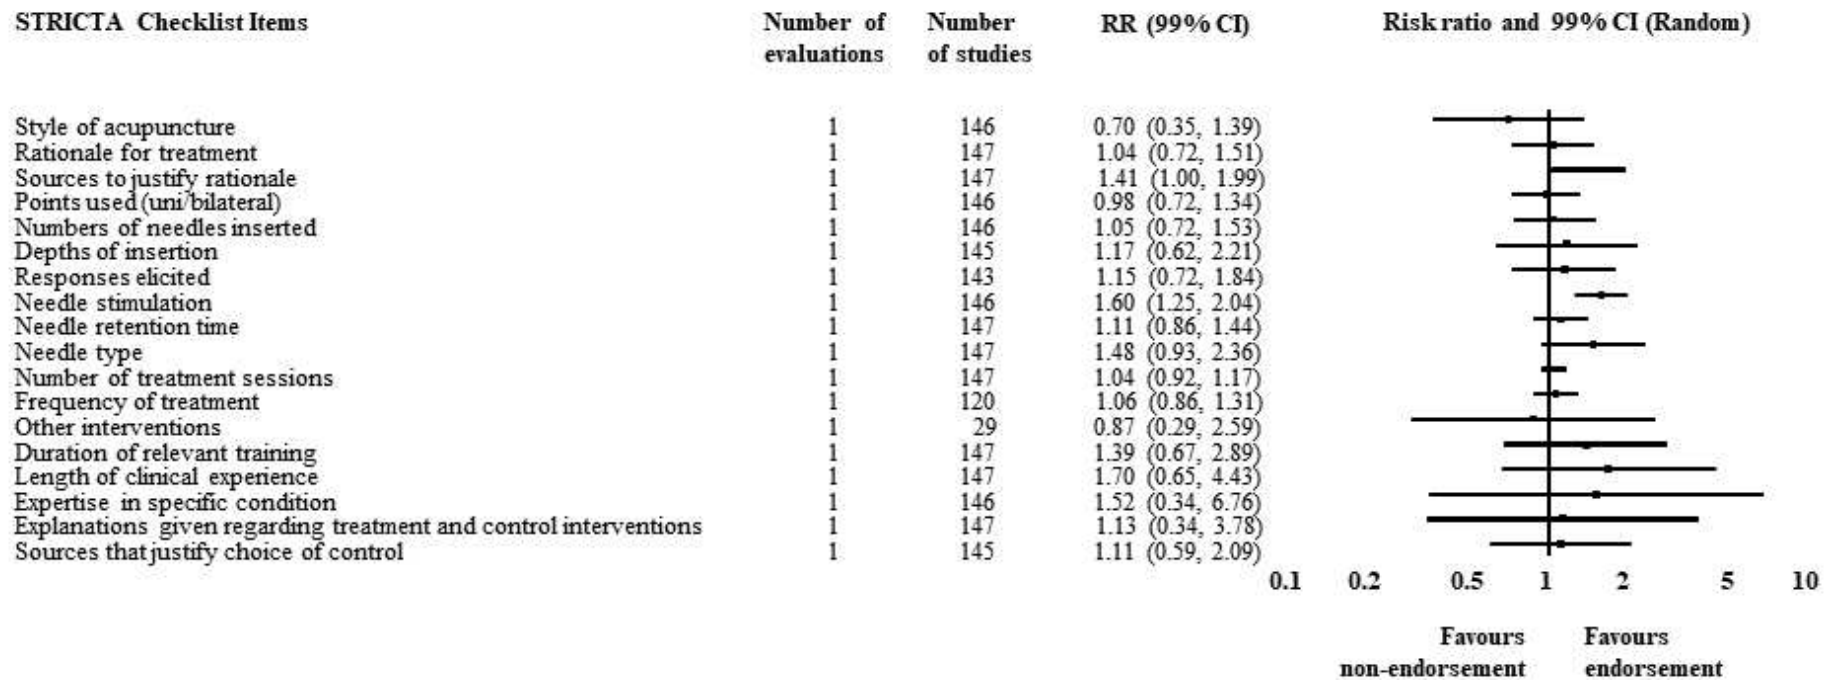 STRICTA Checklist Items Number of evaluations Number of studies RR (99% CI) Risk ratio and 99% CI (Random)
Style of acupuncture 1 146 0.70 (0.35, 1.39)
Rationale for treatment 1 147 1.04 (0.72, 1.51)
Sources to justify rationale 1 147 1.41 (1.00, 1.99)
Points used (uni/bilateral) 1 146 0.98 (0.72, 1.34)
Numbers of needles inserted 1 146 1.05 (0.72, 1.53)
Depths of insertion 1 145 1.17 (0.62, 2.21)
Responses elicited 1 143 1.15 (0.72, 1.84)
Needle stimulation 1 146 1.60 (1.25, 2.04)
Needle retention time 1 147 1.11 (0.86, 1.44)
Needle type 1 147 1.48 (0.93, 2.36)
Number of treatment sessions 1 147 1.04 (0.92, 1.17)
Frequency of treatment 1 120 1.06 (0.86, 1.31)
Other interventions 1 29 0.87 (0.29, 2.59)
Duration of relevant training 1 147 1.39 (0.67, 2.89)
Length of clinical experience 1 147 1.70 (0.65, 4.43)
Expertise in specific condition 1 146 1.52 (0.34, 6.76)
Explanations given regarding treatment and control interventions 1 147 1.13 (0.34, 3.78)
Sources that justify choice of control 1 145 1.11 (0.59, 2.09)
0.1 0.2 0.5 1 2 5 10
Favours non-endorsement Favours endorsement